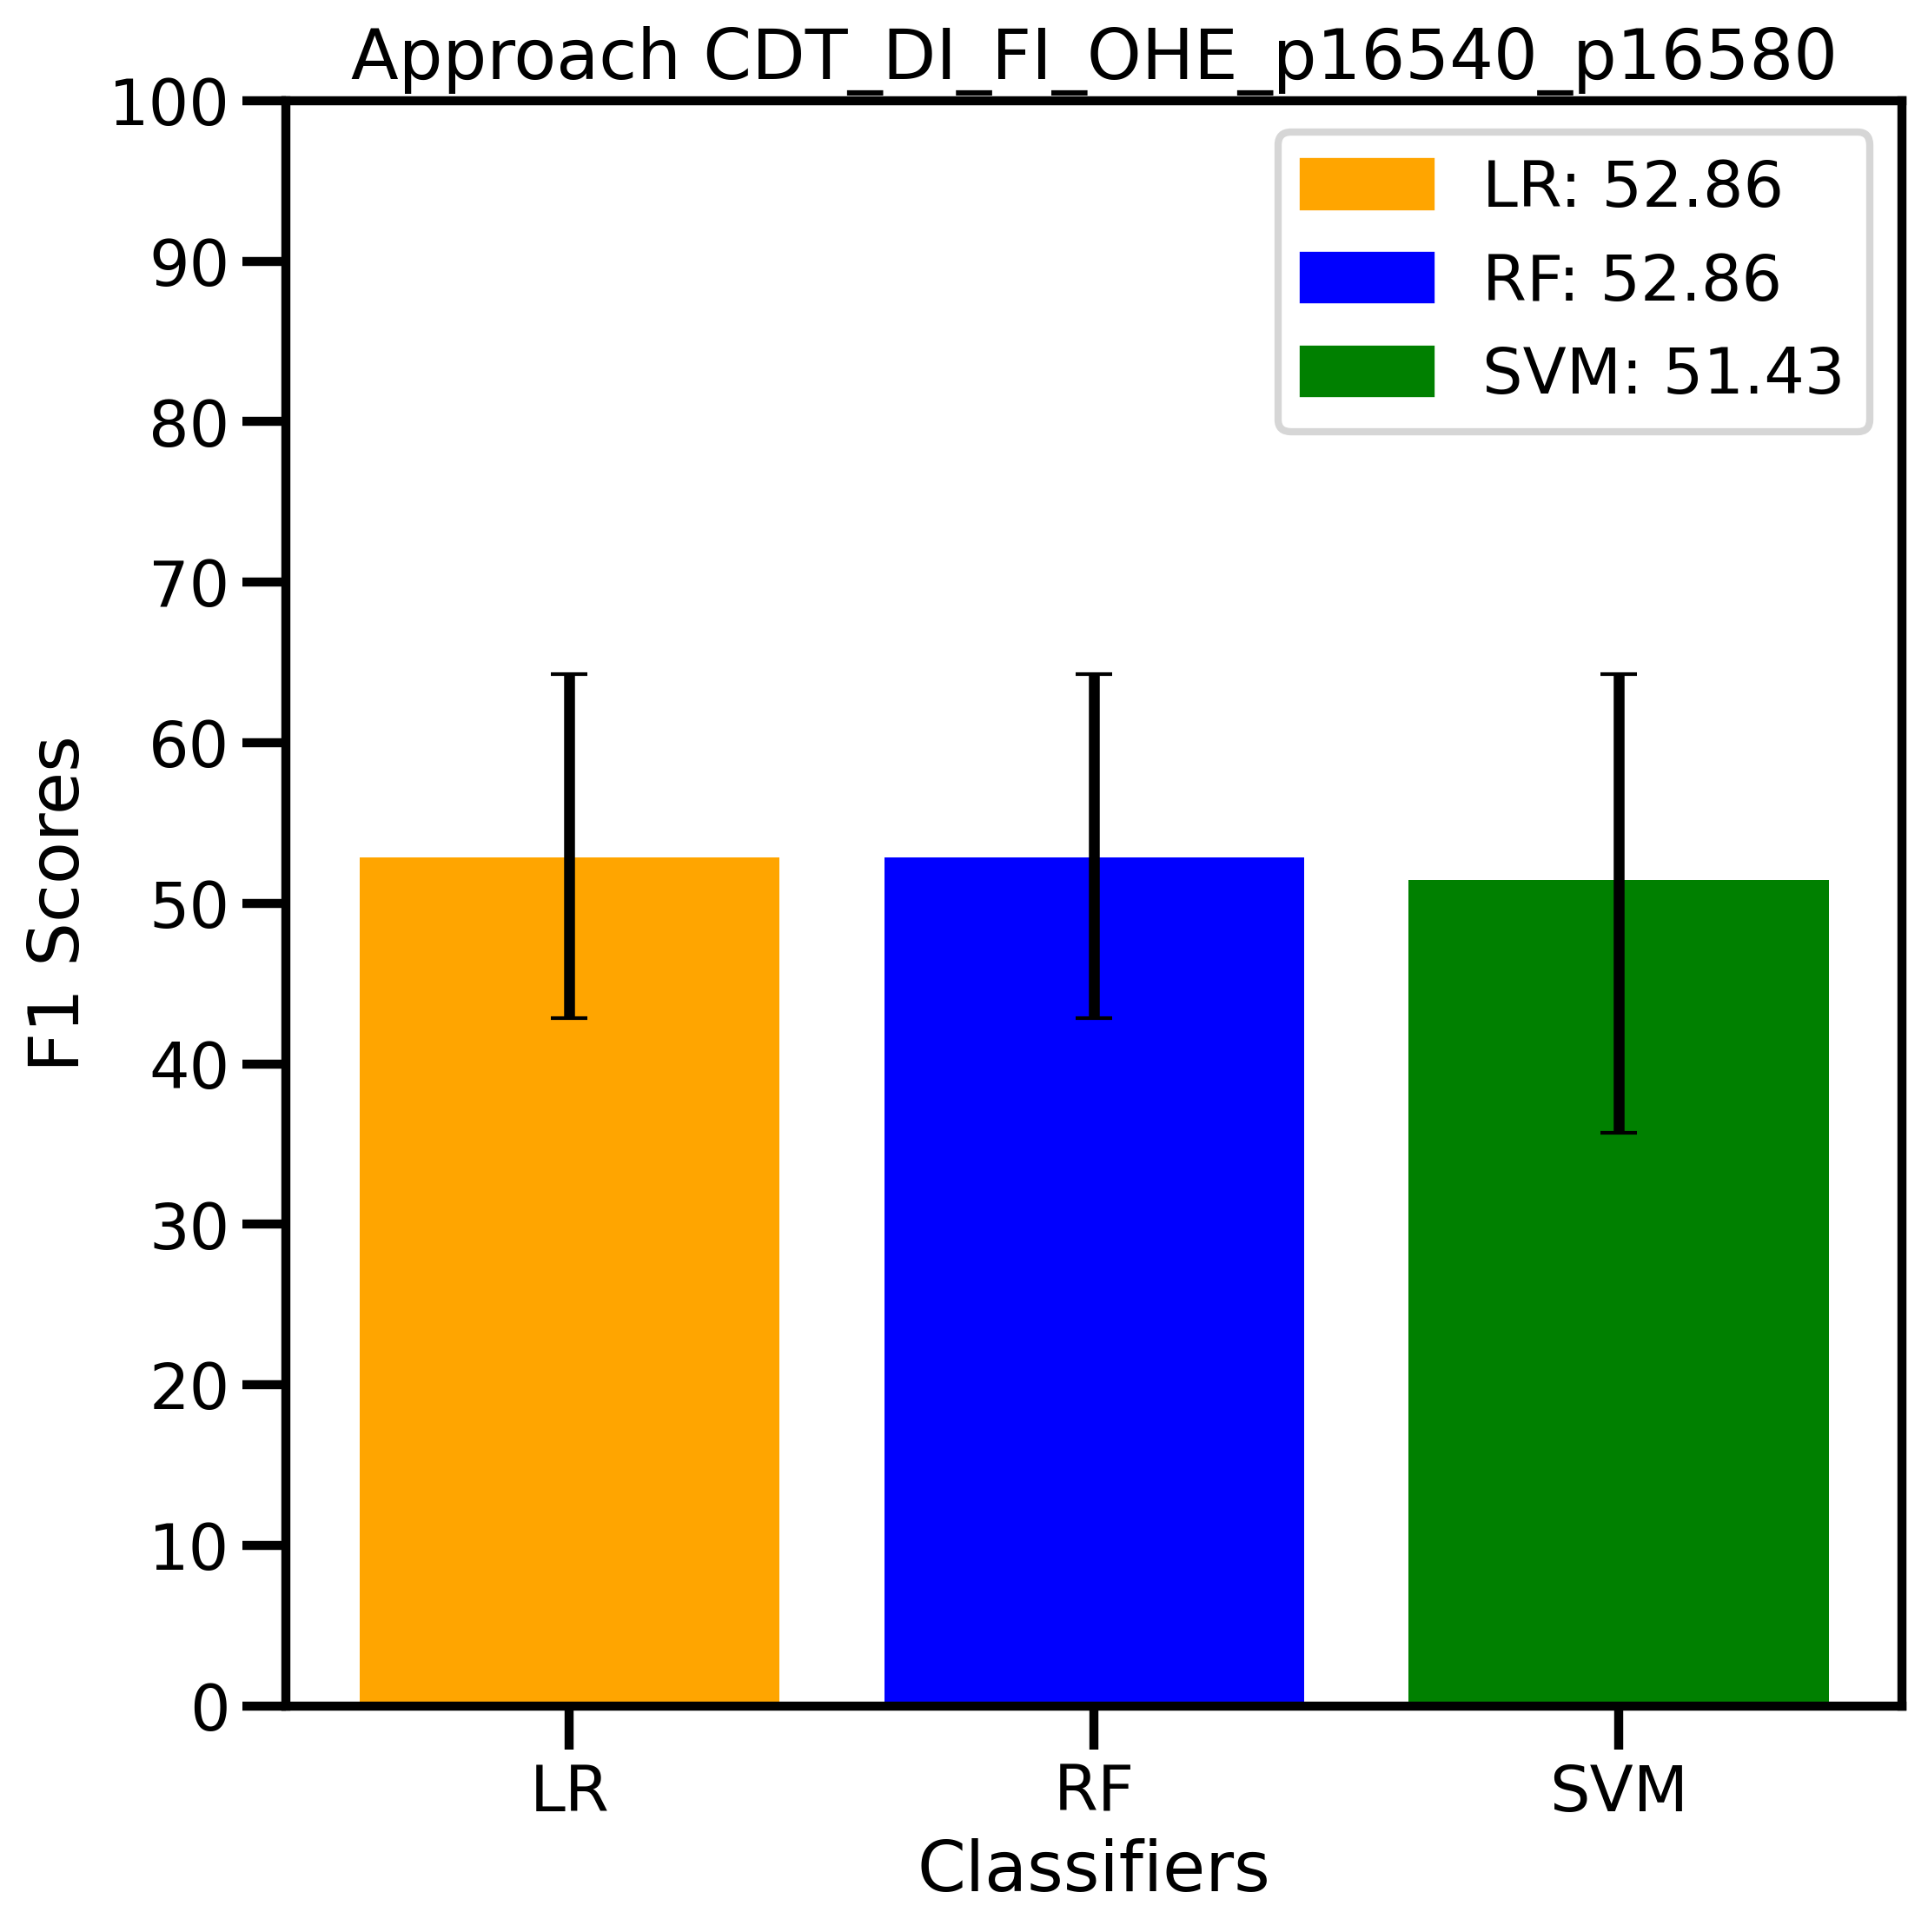 Approach CDT_DI_FI_OHE_p16540_p16580
LR: 52.86
RF: 52.86
SVM: 51.43
F1 Scores
100
90
80
70
60
50
40
30
20
10
0
LR
RF
SVM
Classifiers